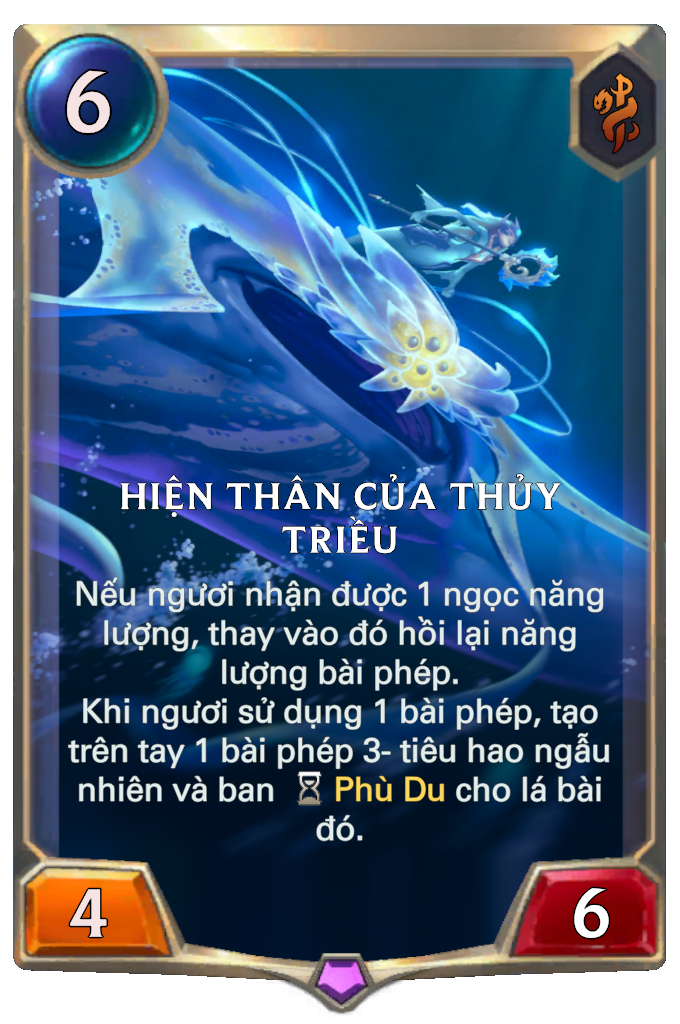 6
HIỆN THÂN CỦA THỦY
TRIỀU
Nếu ngươi nhận được 1 ngọc năng
lượng, thay vào đó hồi lại năng
lượng bài phép.
Khi ngươi sử dụng 1 bài phép, tạo
trên tay 1 bài phép 3- tiêu hao ngẫu
nhiên và ban Phù Du cho lá bài
đó.
4
6